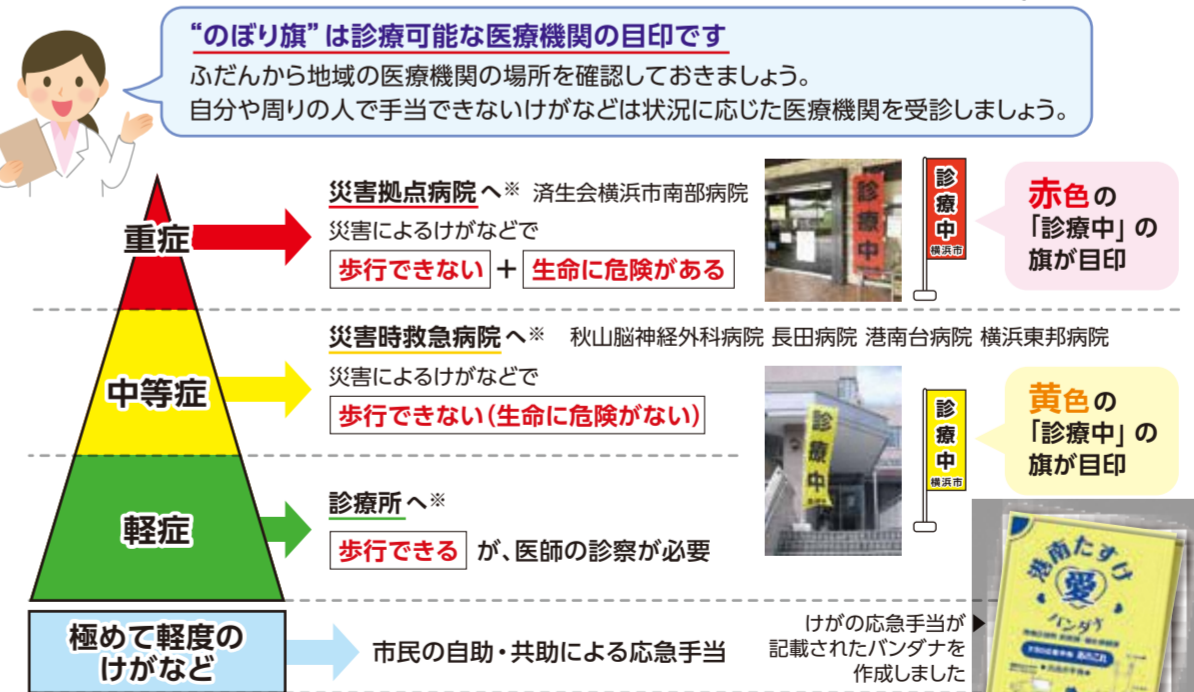 “のぼり旗”は診療可能な医療機関の目印です
ふだんから地域の医療機関の場所を確認しておきましょう。
自分や周りの人で手当できないけがなどは状況に応じた医療機関を受診しましょう。
重症
災害拠点病院へ※ 済生会横浜市南部病院
災害によるけがなどで
歩行できない + 生命に危険がある
診療中
診療中
横浜市
赤色の
「診療中」の
旗が目印
中等症
災害時救急病院へ※ 秋山脳神経外科病院 長田病院 港南台病院 横浜東邦病院
災害によるけがなどで
歩行できない(生命に危険がない)
診療中
診療中
横浜市
黄色の
「診療中」の
旗が目印
軽症
診療所へ※
歩行できる が、医師の診察が必要
極めて軽度の
けがなど
市民の自助・共助による応急手当
けがの応急手当が▶
記載されたバンダナを
作成しました
港南たすけ
愛
バンダナ